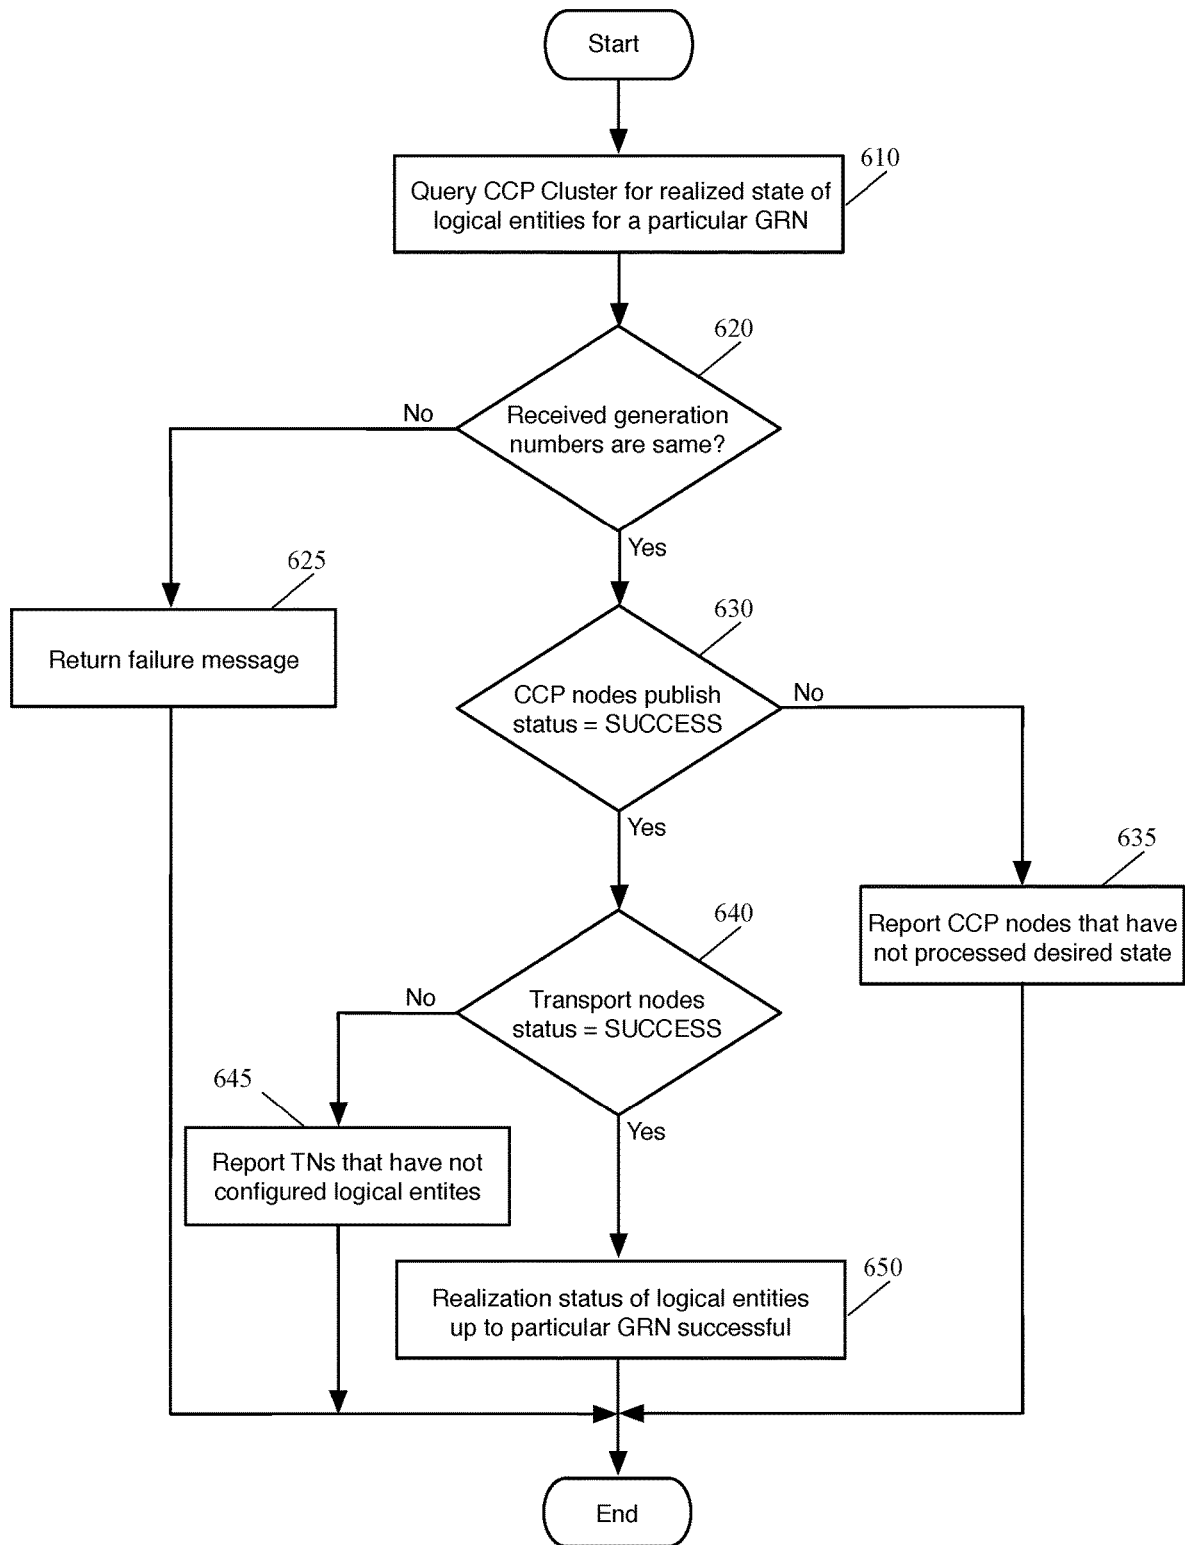 Start
610
Query CCP Cluster for realized state of
logical entities for a particular GRN
620
No
Received generation
numbers are same?
Yes
625
Return failure message
630
CCP nodes publish
status = SUCCESS
No
Yes
635
Report CCP nodes that have
not processed desired state
640
No
Transport nodes
status = SUCCESS
645
Yes
Report TNs that have not
configured logical entites
650
Realization status of logical entities
up to particular GRN successful
End